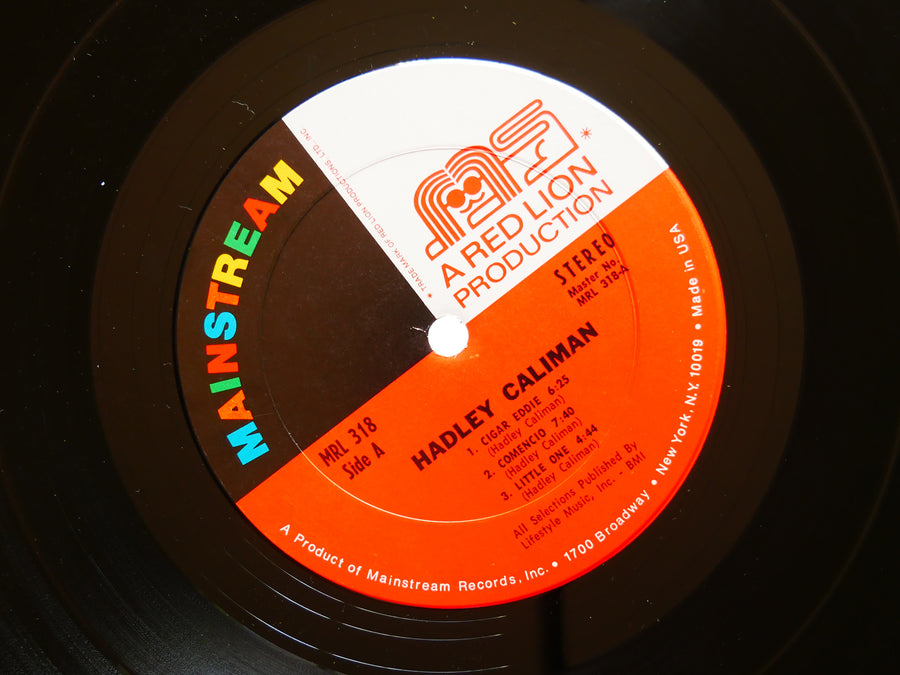 MAINSTREAM
* TRADEMARK OF RED LION PRODUCTIONS, LTD., INC.
A RED LION
PRODUCTION
STEREO
Master No.
MRL 318-A
MRL 318
Side A
HADLEY CALIMAN
1. CIGAR EDDIE 6:25
(Hadley Caliman)
2. COMENCIO 7:40
(Hadley Caliman)
3. LITTLE ONE 4:44
(Hadley Caliman)
All Selections Published By
Lifestyle Music, Inc. - BMI
A Product of Mainstream Records, Inc. • 1700 Broadway • New York, N.Y. 10019 • Made in USA